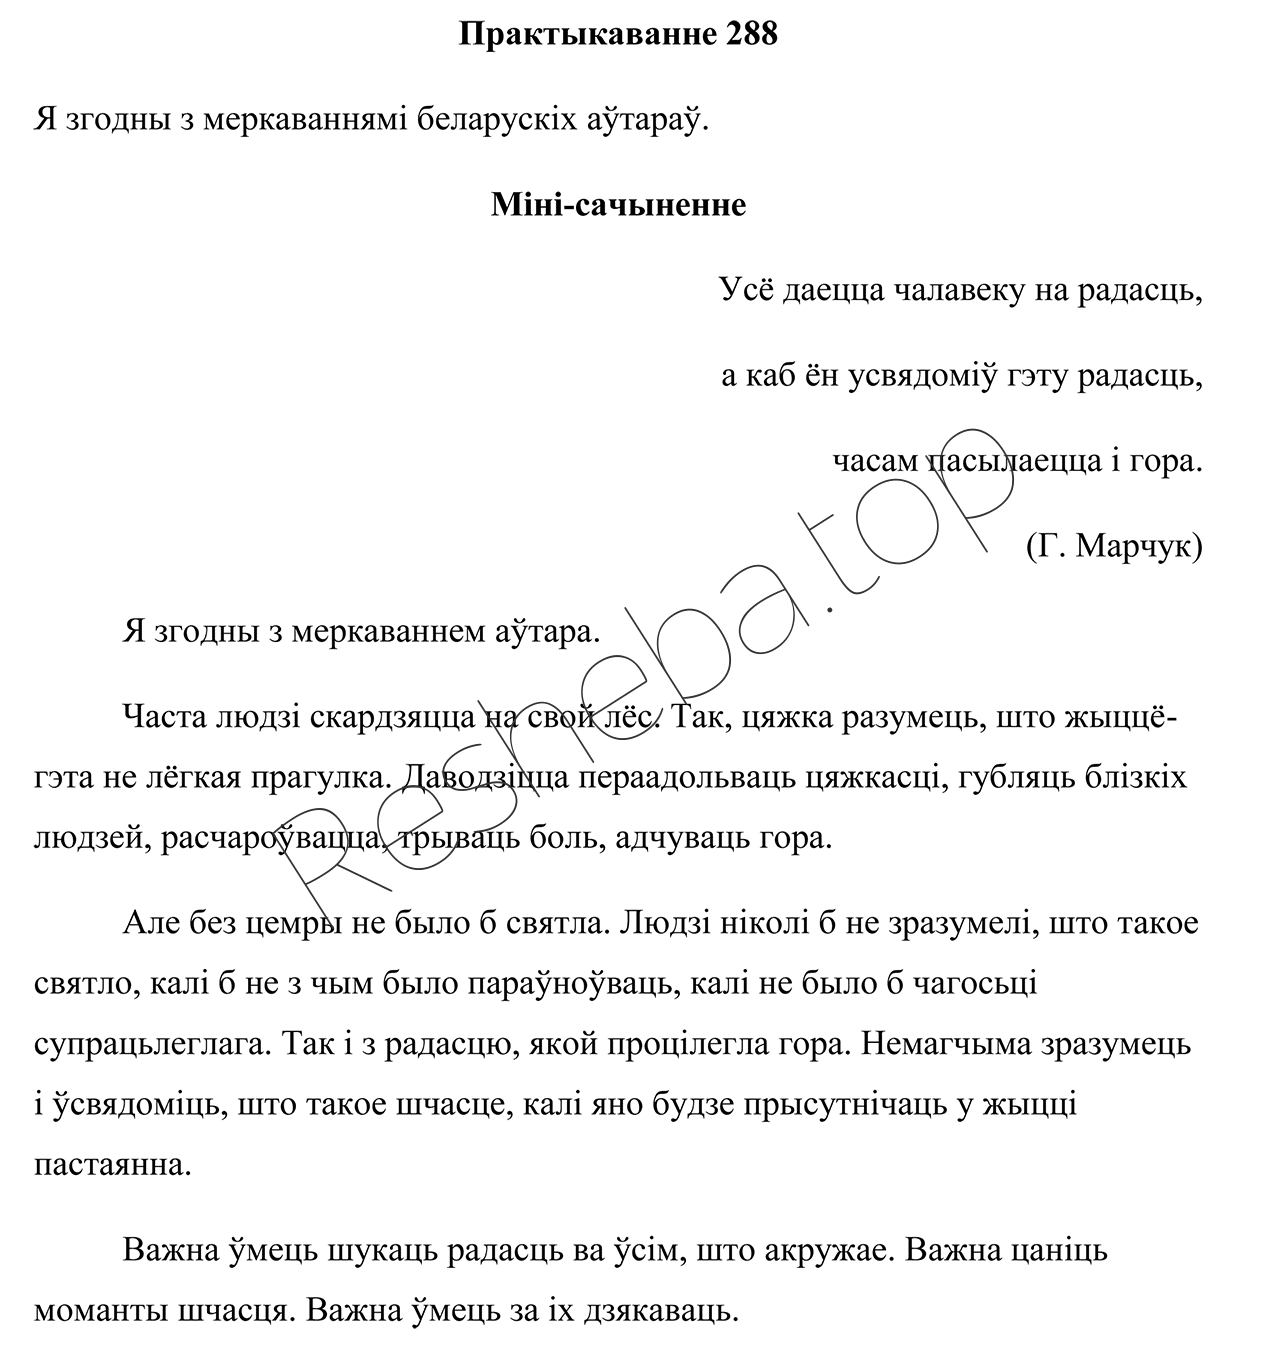 Практыкаванне 288
Я згодны з меркаваннямі беларускіх аўтараў.
Міні-сачыненне
Усё даецца чалавеку на радасць,
а каб ён усвядоміў гэту радасць,
часам пасылаецца і гора.
(Г. Марчук)
Я згодны з меркаваннем аўтара.
Часта людзі скардзяцца на свой лёс. Так, цяжка разумець, што жыццё-
гэта не лёгкая прагулка. Даводзіцца пераадольваць цяжкасці, губляць блізкіх
людзей, расчароўвацца, трываць боль, адчуваць гора.
Але без цемры не было б святла. Людзі ніколі б не зразумелі, што такое
святло, калі б не з чым было параўноўваць, калі не было б чагосьці
супрацьлеглага. Так і з радасцю, якой процілегла гора. Немагчыма зразумець
і ўсвядоміць, што такое шчасце, калі яно будзе прысутнічаць у жыцці
пастаянна.
Важна ўмець шукаць радасць ва ўсім, што акружае. Важна цаніць
моманты шчасця. Важна ўмець за іх дзякаваць.
Resheba.top